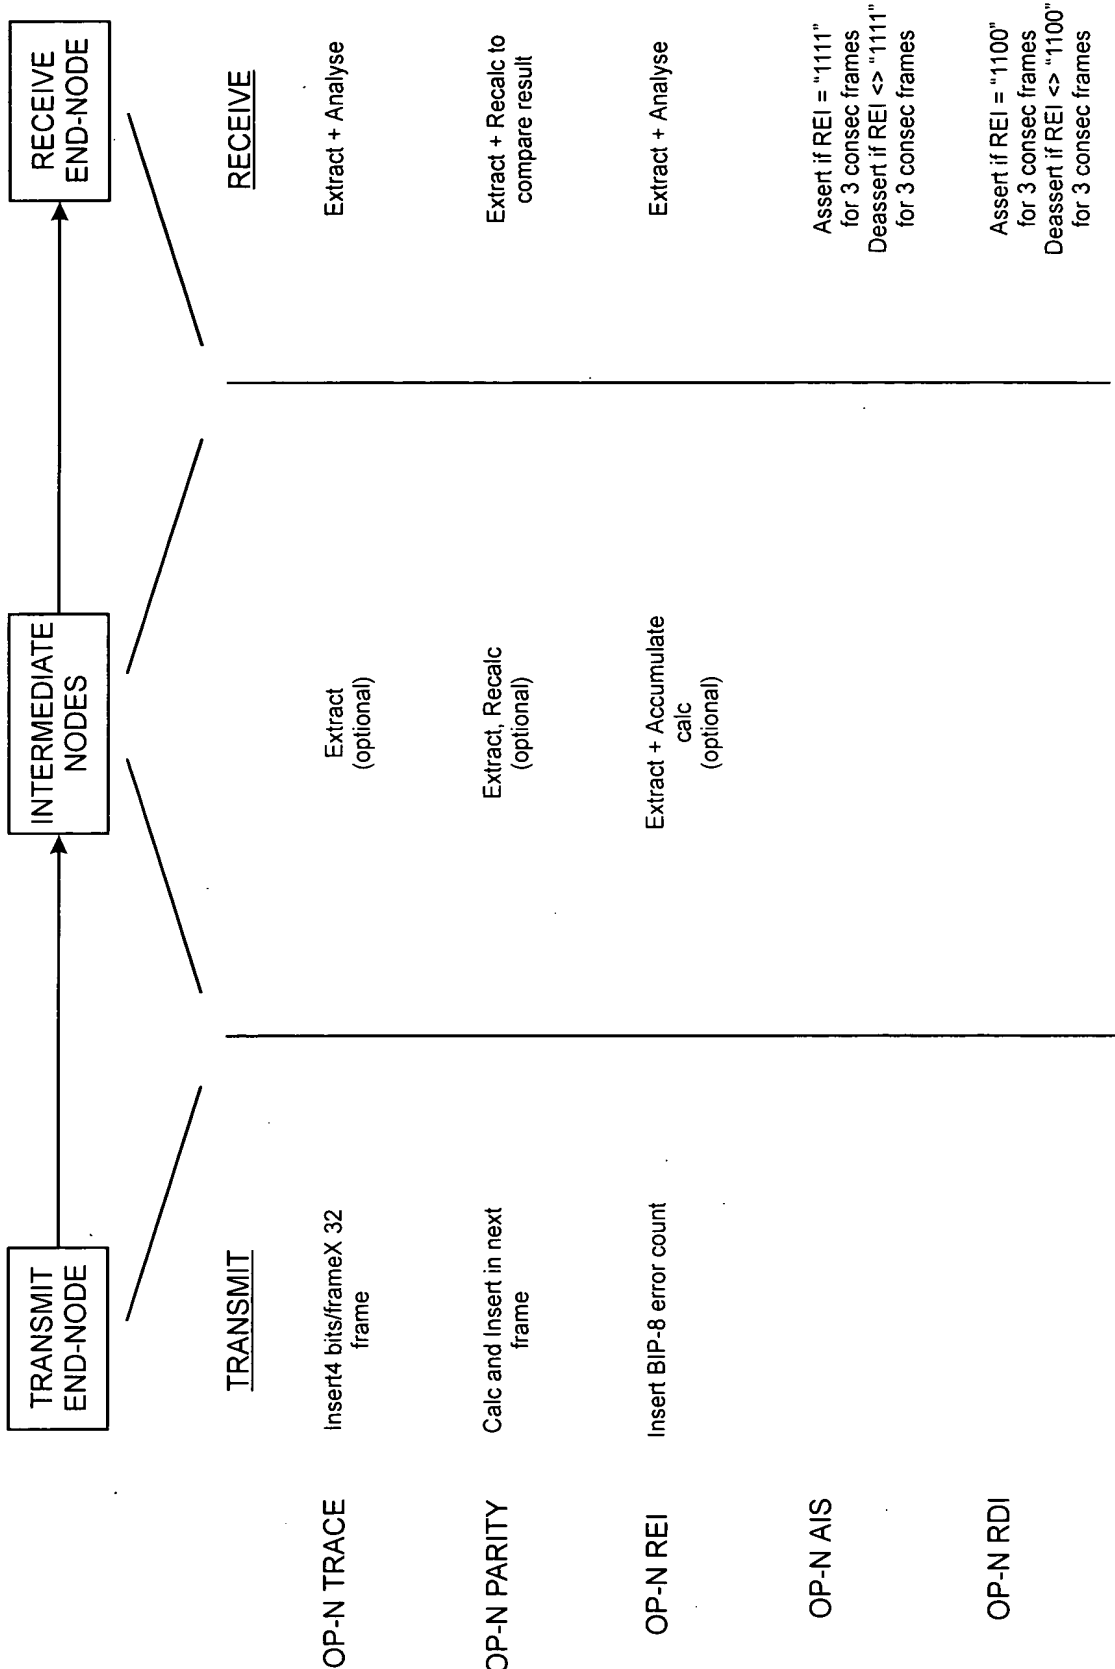 TRANSMIT
END-NODE
INTERMEDIATE
NODES
RECEIVE
END-NODE
TRANSMIT
RECEIVE
OP-N TRACE
Insert4 bits/frameX 32
frame
Extract
(optional)
Extract + Analyse
OP-N PARITY
Calc and Insert in next
frame
Extract, Recalc
(optional)
Extract + Recalc to
compare result
OP-N REI
Insert BIP-8 error count
Extract + Accumulate
calc
(optional)
Extract + Analyse
OP-N AIS
Assert if REI = "1111"
for 3 consec frames
Deassert if REI <> "1111"
for 3 consec frames
OP-N RDI
Assert if REI = "1100"
for 3 consec frames
Deassert if REI <> "1100"
for 3 consec frames